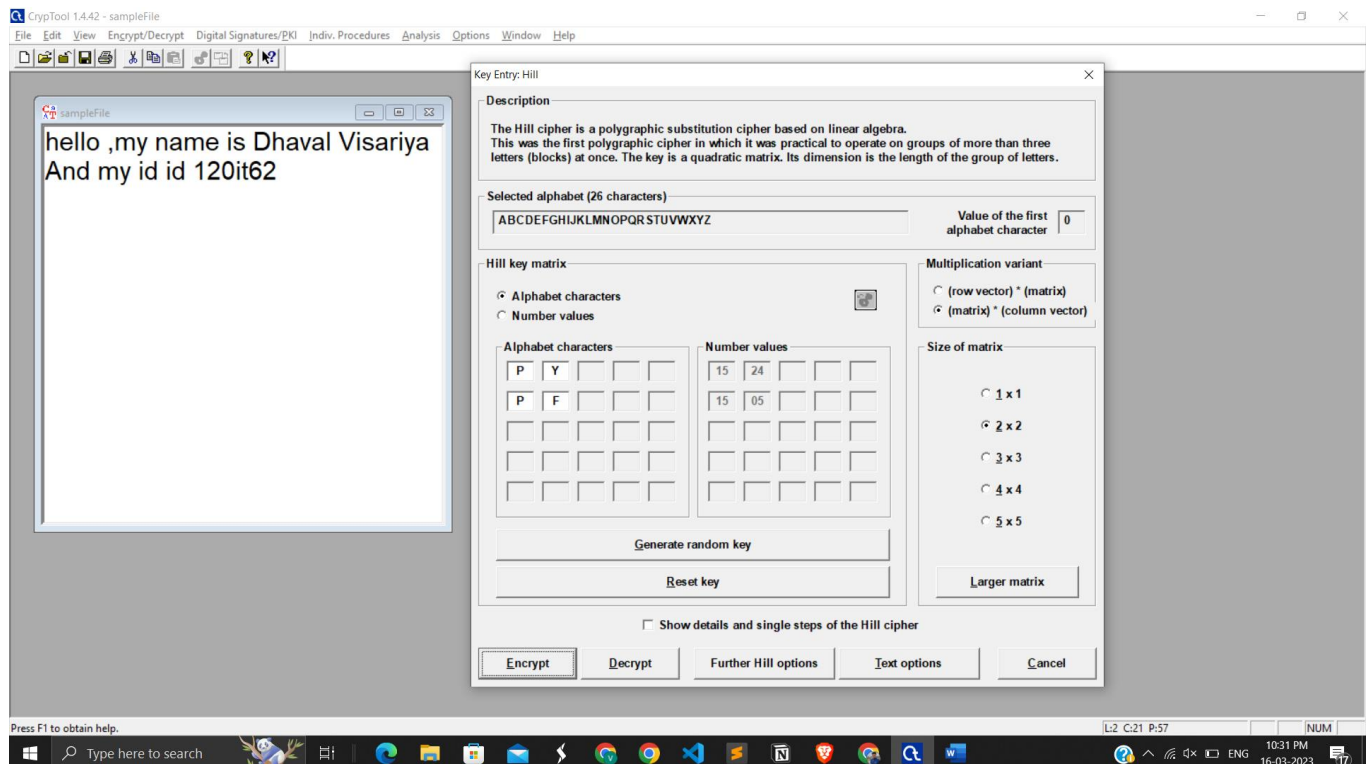 CrypTool 1.4.42 - sampleFile
File Edit View Encrypt/Decrypt Digital Signatures/PKI Indiv. Procedures Analysis Options Window Help
sampleFile
hello ,my name is Dhaval Visariya
And my id id 120it62
Key Entry: Hill
Description
The Hill cipher is a polygraphic substitution cipher based on linear algebra.
This was the first polygraphic cipher in which it was practical to operate on groups of more than three
letters (blocks) at once. The key is a quadratic matrix. Its dimension is the length of the group of letters.
Selected alphabet (26 characters)
ABCDEFGHIJKLMNOPQRSTUVWXYZ
Value of the first
alphabet character
0
Hill key matrix
Alphabet characters
Number values
Multiplication variant
(row vector) * (matrix)
(matrix) * (column vector)
Alphabet characters
P Y
P F
Number values
15 24
15 05
Size of matrix
1 x 1
2 x 2
3 x 3
4 x 4
5 x 5
Generate random key
Reset key
Larger matrix
Show details and single steps of the Hill cipher
Encrypt Decrypt Further Hill options Text options Cancel
Press F1 to obtain help.
L:2 C:21 P:57 NUM
Type here to search
ENG
10:31 PM
16-03-2023
17